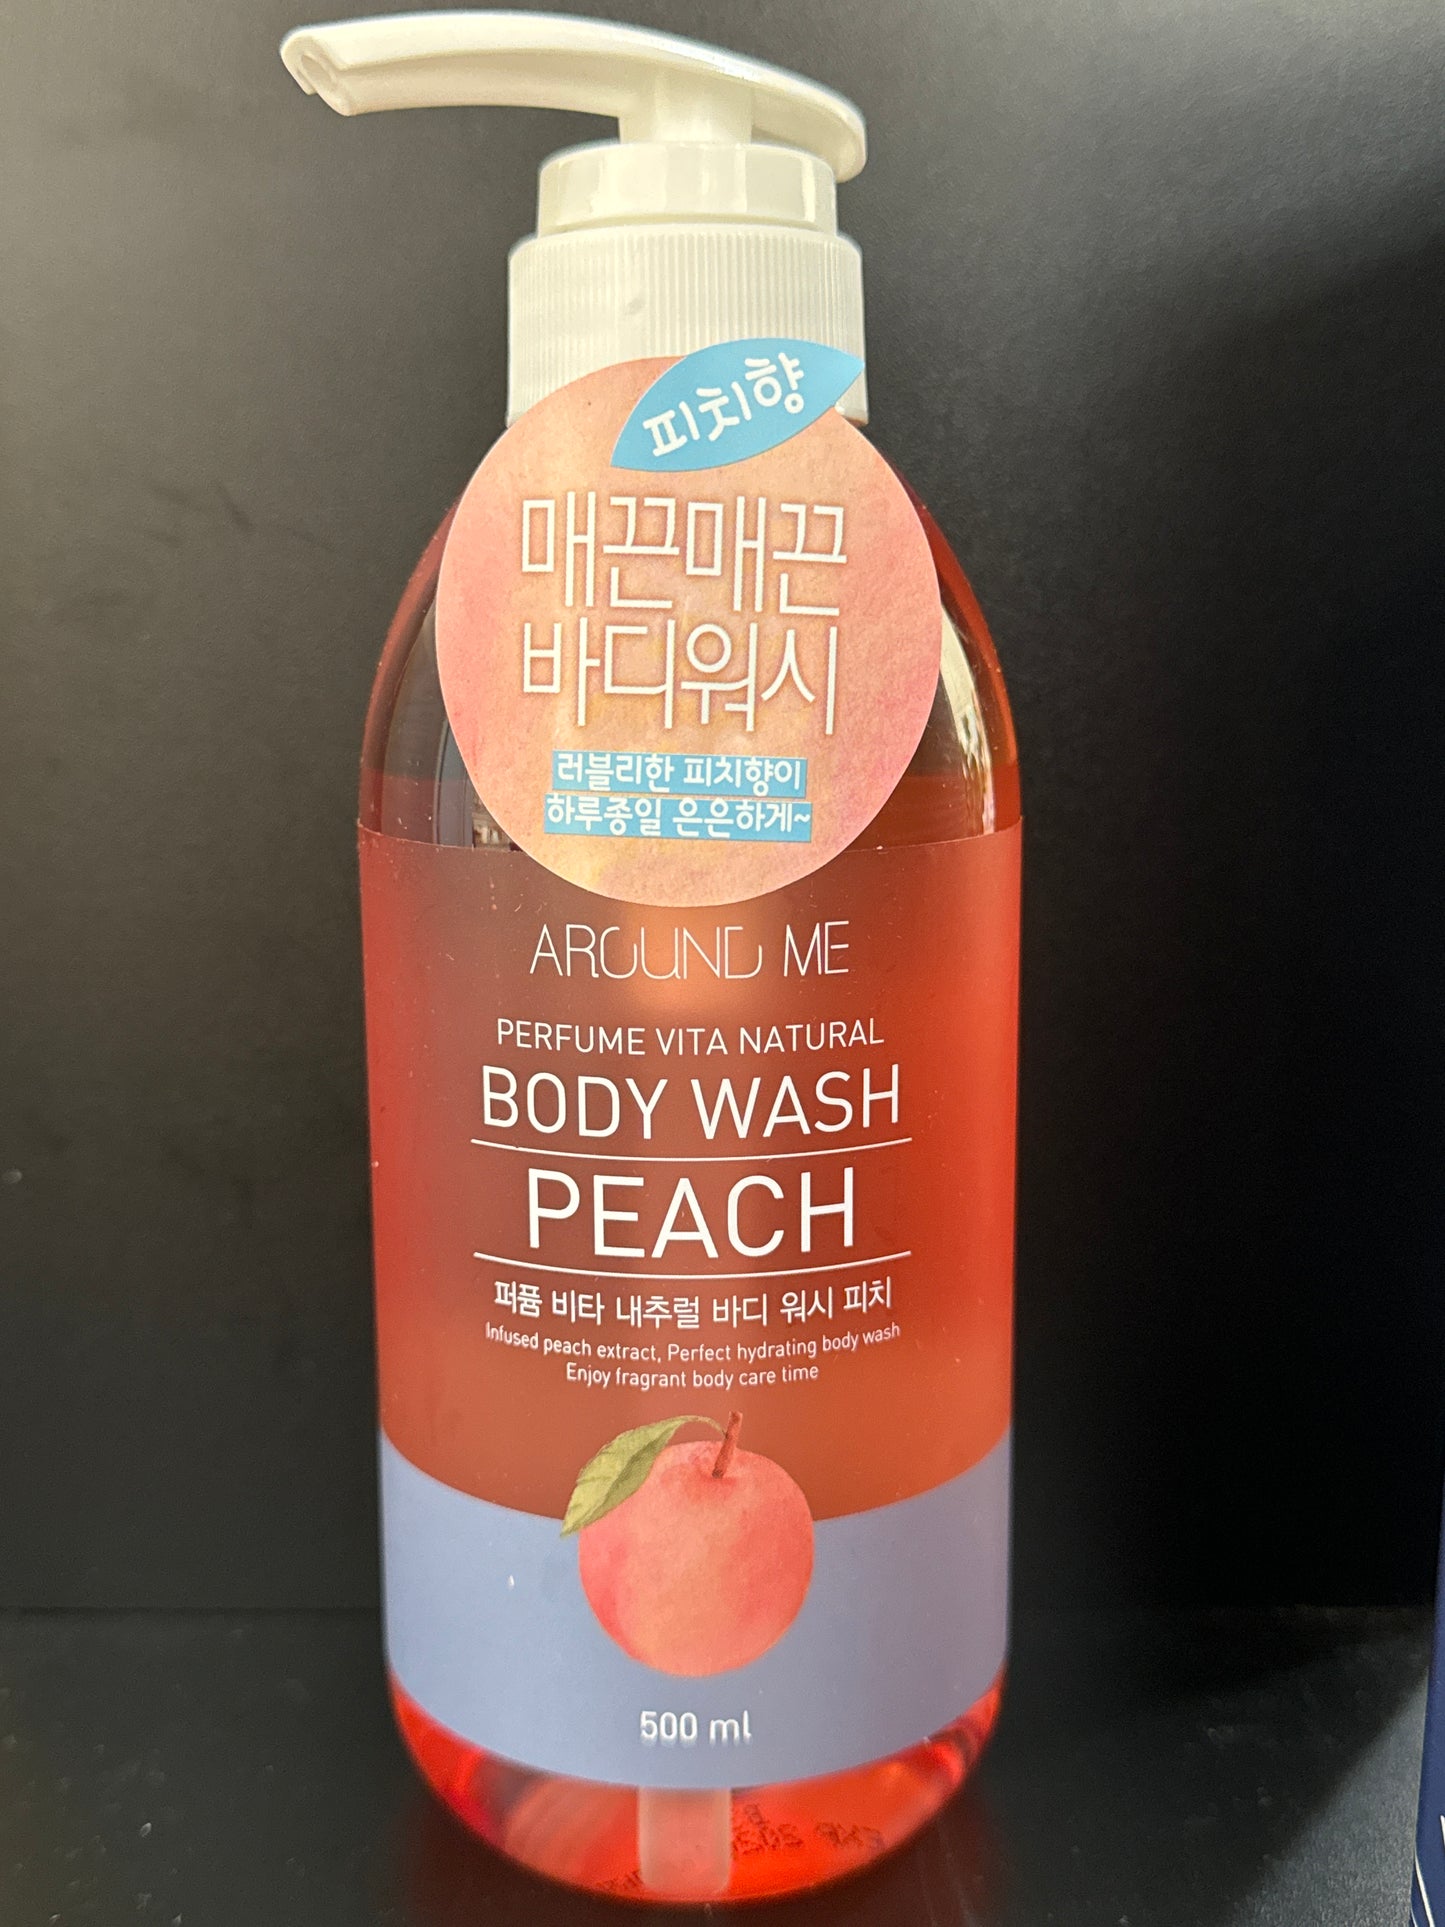 피치향
매끈매끈
바디워시
러블리한 피치향이
하루종일 은은하게~
AROUND ME
PERFUME VITA NATURAL
BODY WASH
PEACH
퍼퓸 비타 내추럴 바디 워시 피치
Infused peach extract, Perfect hydrating body wash
Enjoy fragrant body care time
500 ml